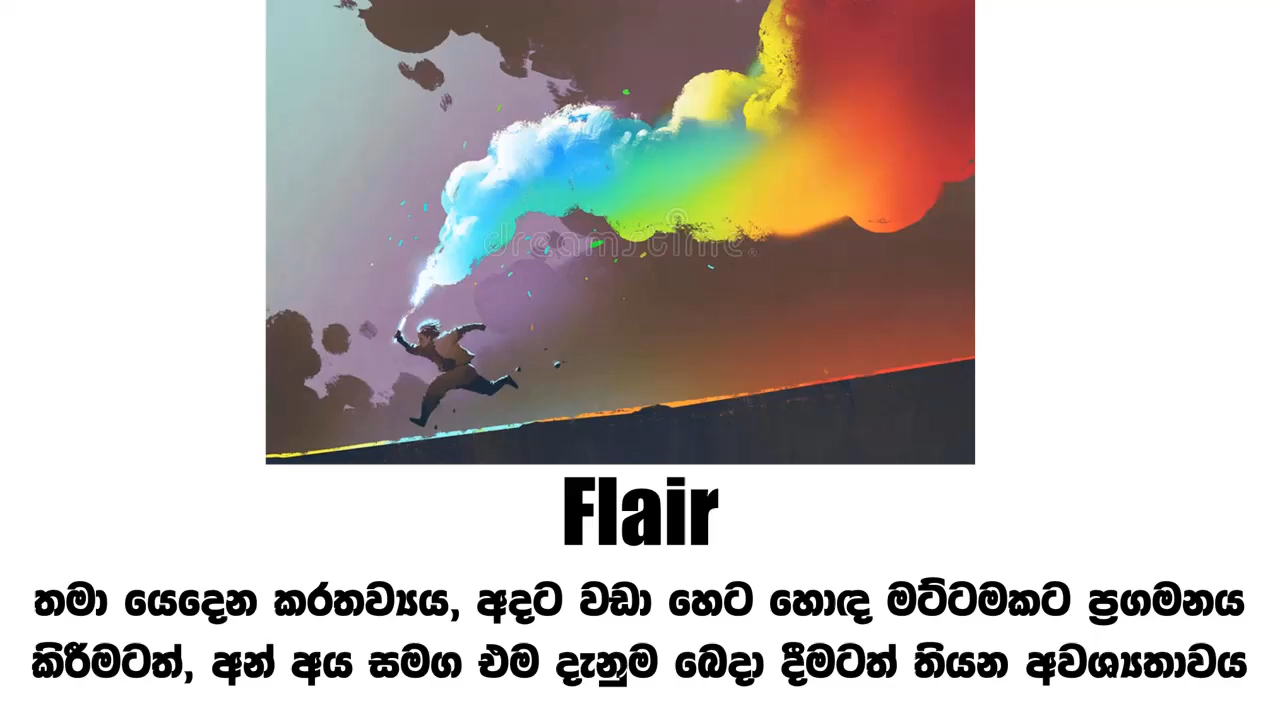 dreamstime.
Flair
තමා යෙදෙන කරතව්‍යය, අදට වඩා හෙට හොඳ මට්ටමකට ප්‍රගමනය
කිරීමටත්, අන් අය සමග එම දැනුම බෙදා දීමටත් තියන අවශ්‍යතාවය